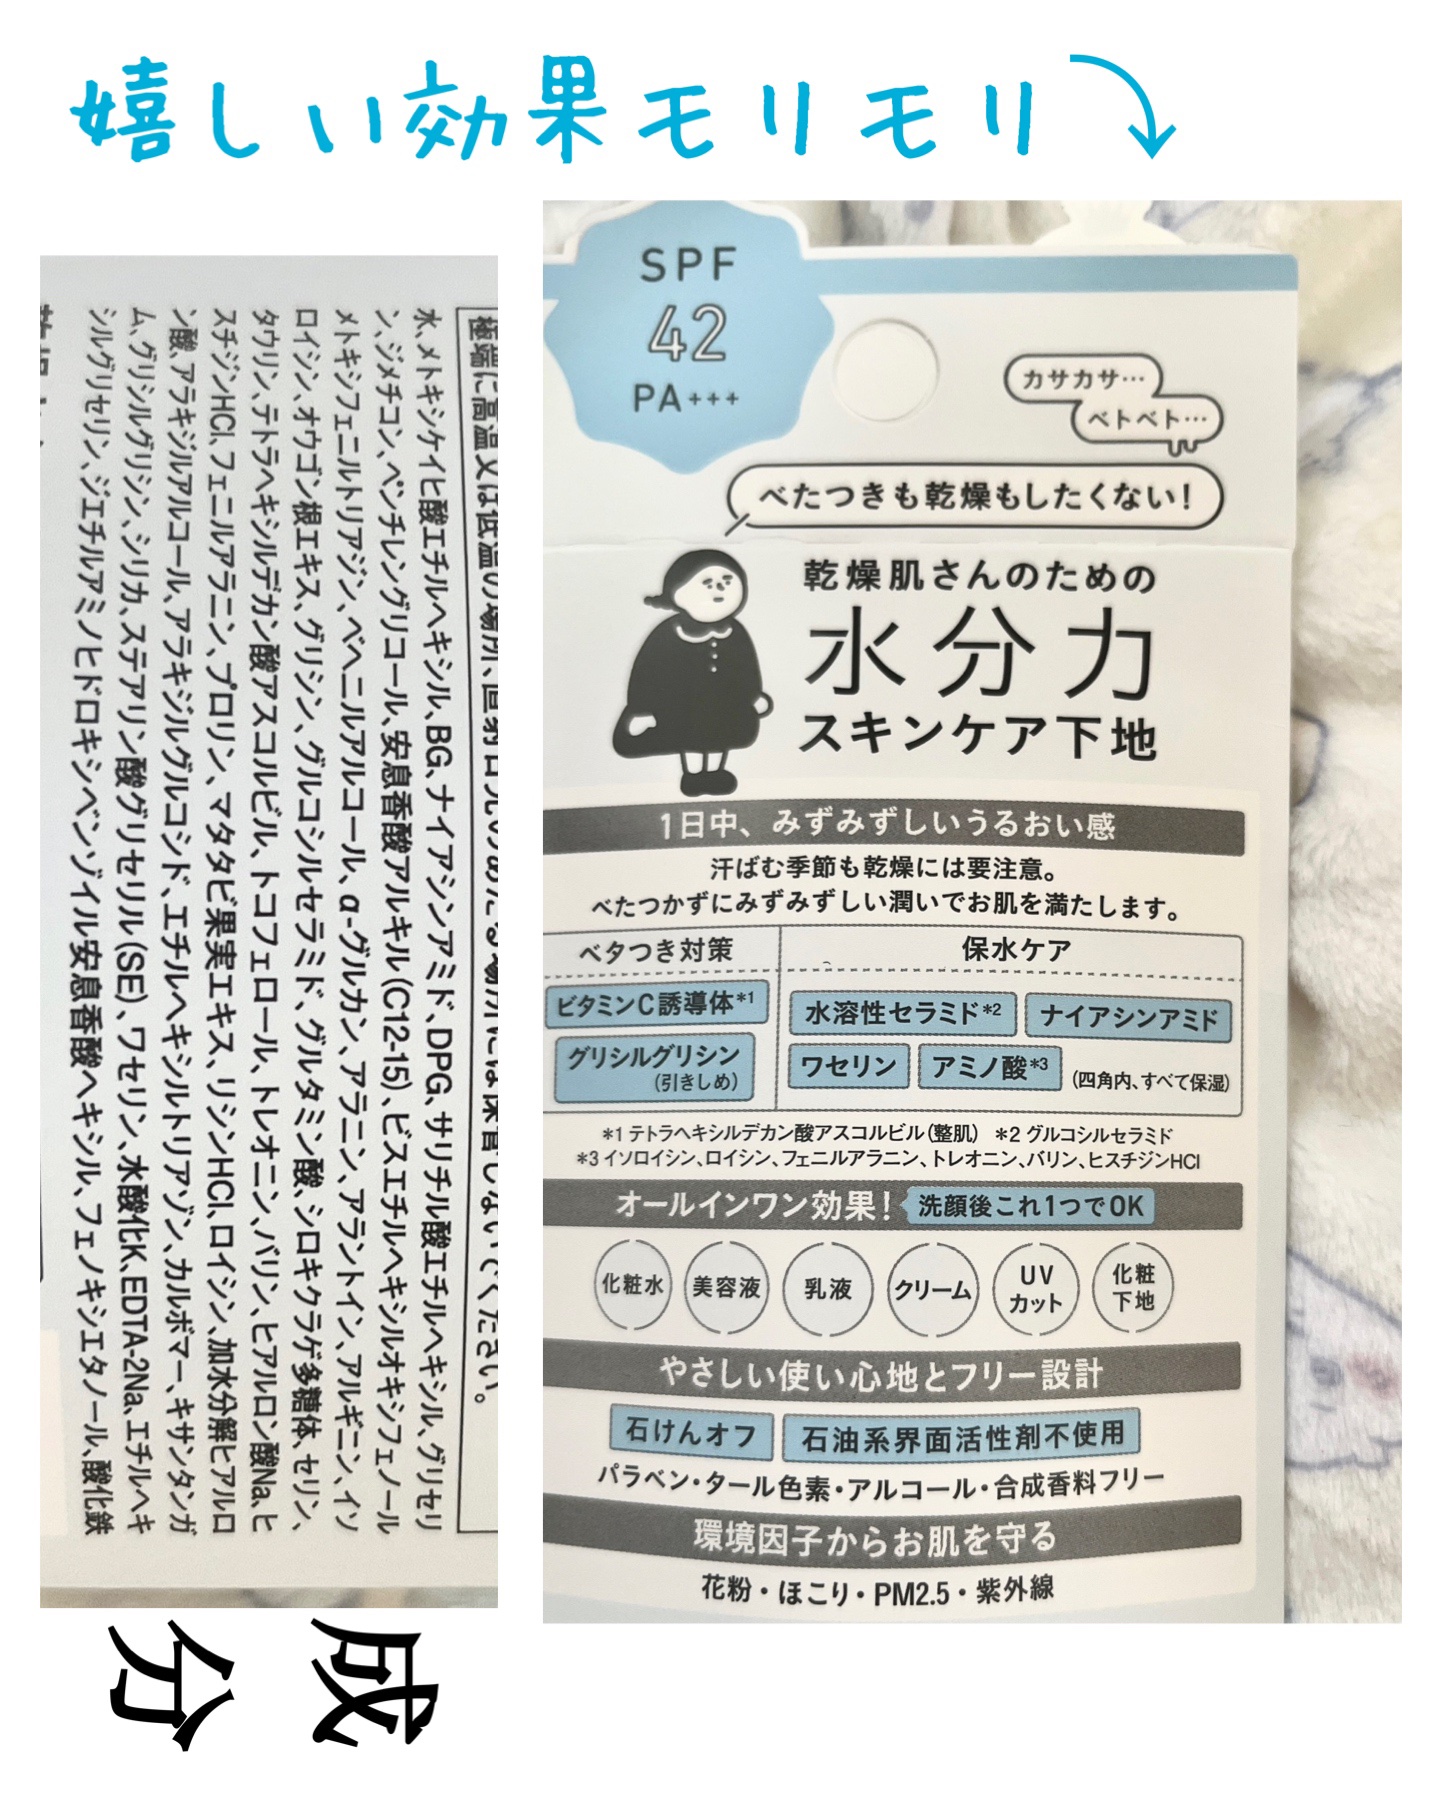 嬉しい効果モリモリ
極端に高温又は低温の場所、直射日光のあたる場所には保管しないでください。
水、メトキシケイヒ酸エチルヘキシル、BG、ナイアシンアミド、DPG、サリチル酸エチルヘキシル、グリセリ
ン、ジメチコン、ペンチレングリコール、安息香酸アルキル(C12-15)、ビスエチルヘキシルオキシフェノール
メトキシフェニルトリアジン、ベヘニルアルコール、α-グルカン、アラニン、アラントイン、アルギニン、イソ
ロイシン、オウゴン根エキス、グリシン、グルコシルセラミド、グルタミン酸、シロキクラゲ多糖体、セリン、
タウリン、テトラヘキシルデカン酸アスコルビル、トコフェロール、トレオニン、バリン、ヒアルロン酸Na、ヒ
スチジンHCl、フェニルアラニン、プロリン、マタタビ果実エキス、リシンHCl、ロイシン、加水分解ヒアルロ
ン酸、アラキジルアルコール、アラキジルグルコシド、エチルヘキシルトリアゾン、カルボマー、キサンタンガ
ム、グリシルグリシン、シリカ、ステアリン酸グリセリル(SE)、ワセリン、水酸化K、EDTA-2Na、エチルヘキ
シルグリセリン、ジエチルアミノヒドロキシベンゾイル安息香酸ヘキシル、フェノキシエタノール、酸化鉄
成分
SPF
42
PA+++
カサカサ…
ベトベト…
べたつきも乾燥もしたくない!
乾燥肌さんのための
水分力
スキンケア下地
1日中、みずみずしいうるおい感
汗ばむ季節も乾燥には要注意。
べたつかずにみずみずしい潤いでお肌を満たします。
ベタつき対策 保水ケア
ビタミンC誘導体*1 水溶性セラミド*2 ナイアシンアミド
グリシルグリシン ワセリン アミノ酸*3 (四角内、すべて保湿)
(引きしめ)
*1 テトラヘキシルデカン酸アスコルビル(整肌) *2 グルコシルセラミド
*3 イソロイシン、ロイシン、フェニルアラニン、トレオニン、バリン、ヒスチジンHCl
オールインワン効果! 洗顔後これ1つでOK
化粧水 美容液 乳液 クリーム UVカット 化粧下地
やさしい使い心地とフリー設計
石けんオフ 石油系界面活性剤不使用
パラベン・タール色素・アルコール・合成香料フリー
環境因子からお肌を守る
花粉・ほこり・PM2.5・紫外線